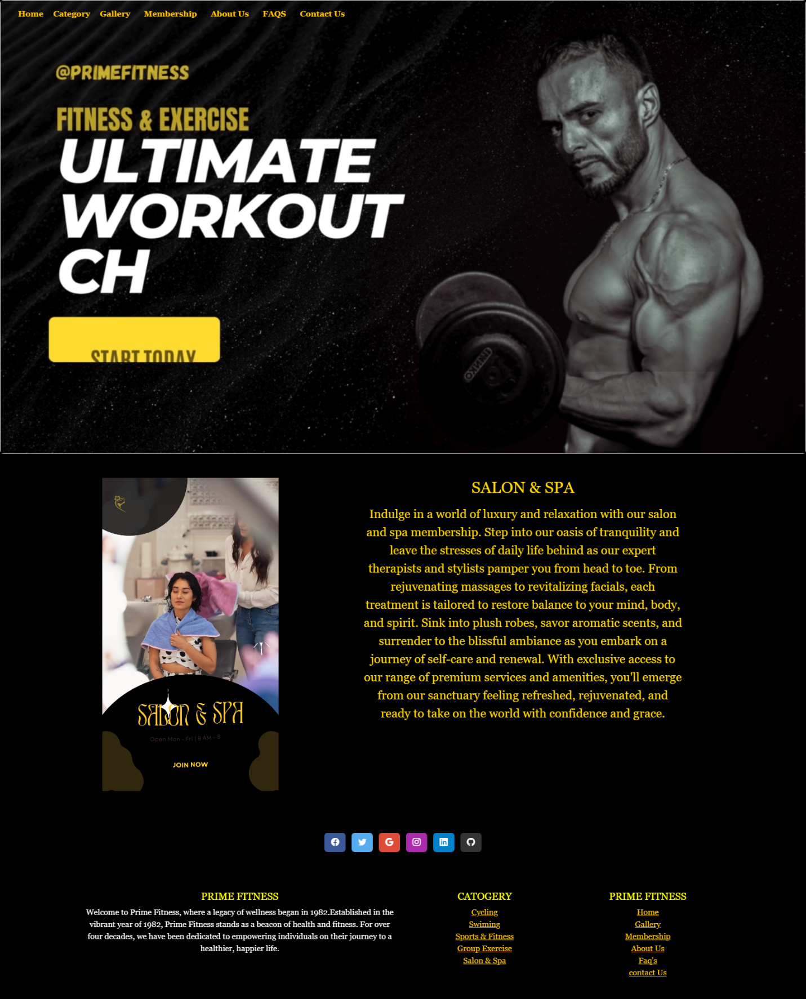 Home Category Gallery Membership About Us FAQS Contact Us
@PRIMEFITNESS
FITNESS & EXERCISE
ULTIMATE
WORKOUT
CH
START TODAY
SALON & SPA
Indulge in a world of luxury and relaxation with our salon
and spa membership. Step into our oasis of tranquility and
leave the stresses of daily life behind as our expert
therapists and stylists pamper you from head to toe. From
rejuvenating massages to revitalizing facials, each
treatment is tailored to restore balance to your mind, body,
and spirit. Sink into plush robes, savor aromatic scents, and
surrender to the blissful ambiance as you embark on a
journey of self-care and renewal. With exclusive access to
our range of premium services and amenities, you'll emerge
from our sanctuary feeling refreshed, rejuvenated, and
ready to take on the world with confidence and grace.
SALON & SPA
Open Mon - Fri | 8 AM - 8
JOIN NOW
PRIME FITNESS
Welcome to Prime Fitness, where a legacy of wellness began in 1982.Established in the
vibrant year of 1982, Prime Fitness stands as a beacon of health and fitness. For over
four decades, we have been dedicated to empowering individuals on their journey to a
healthier, happier life.
CATOGERY
Cycling
Swiming
Sports & Fitness
Group Exercise
Salon & Spa
PRIME FITNESS
Home
Gallery
Membership
About Us
Faq's
contact Us